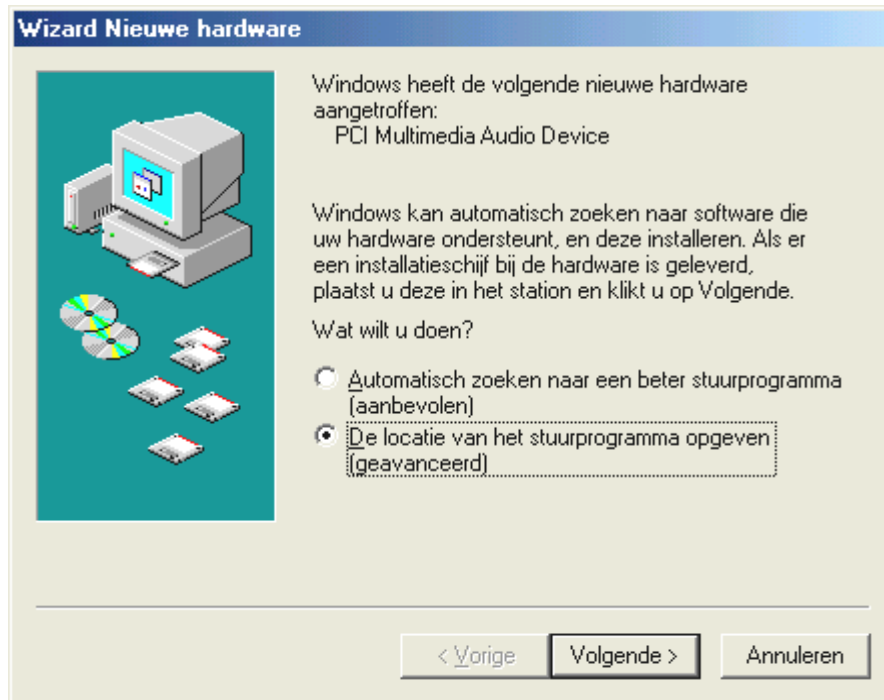 Wizard Nieuwe hardware
Windows heeft de volgende nieuwe hardware
aangetroffen:
PCI Multimedia Audio Device
Windows kan automatisch zoeken naar software die
uw hardware ondersteunt, en deze installeren. Als er
een installatieschijf bij de hardware is geleverd,
plaatst u deze in het station en klikt u op Volgende.
Wat wilt u doen?
Automatisch zoeken naar een beter stuurprogramma
(aanbevolen)
De locatie van het stuurprogramma opgeven
(geavanceerd)
< Vorige
Volgende >
Annuleren